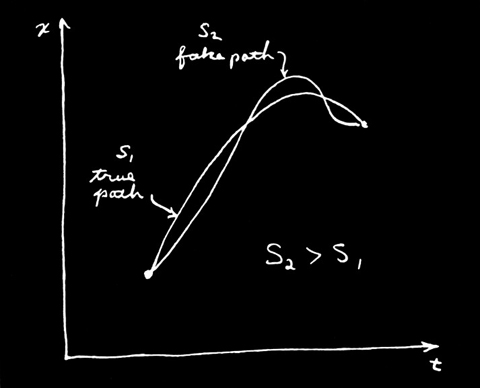 x
S₂
fake path
S₁
true
path
S₂ > S₁
t